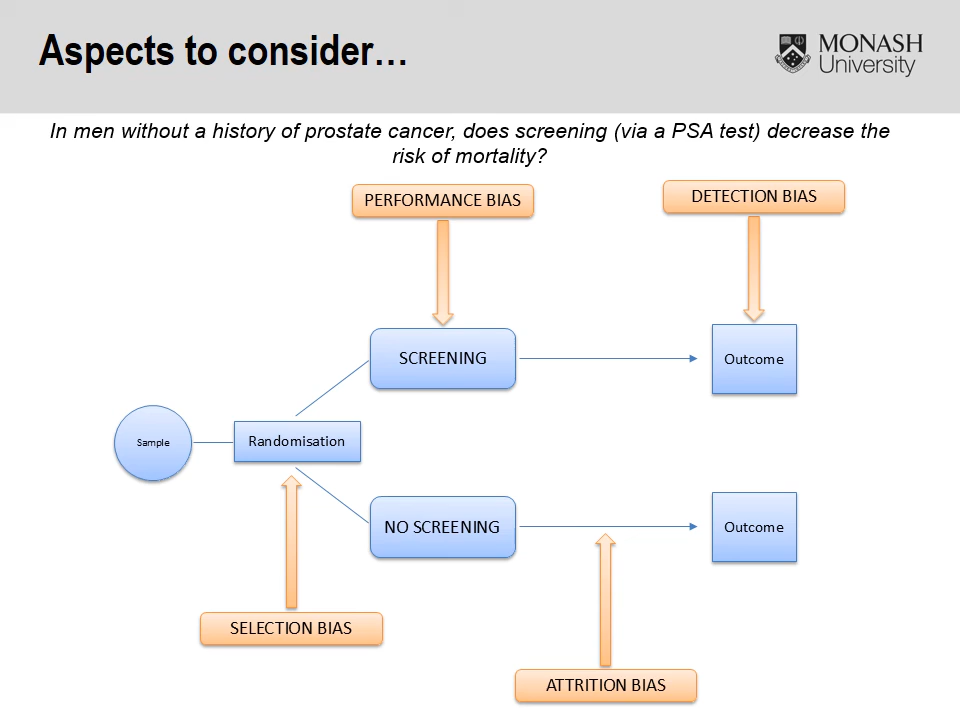 Aspects to consider…
MONASH
University
In men without a history of prostate cancer, does screening (via a PSA test) decrease the
risk of mortality?
PERFORMANCE BIAS
DETECTION BIAS
SCREENING
Outcome
Sample
Randomisation
NO SCREENING
Outcome
SELECTION BIAS
ATTRITION BIAS